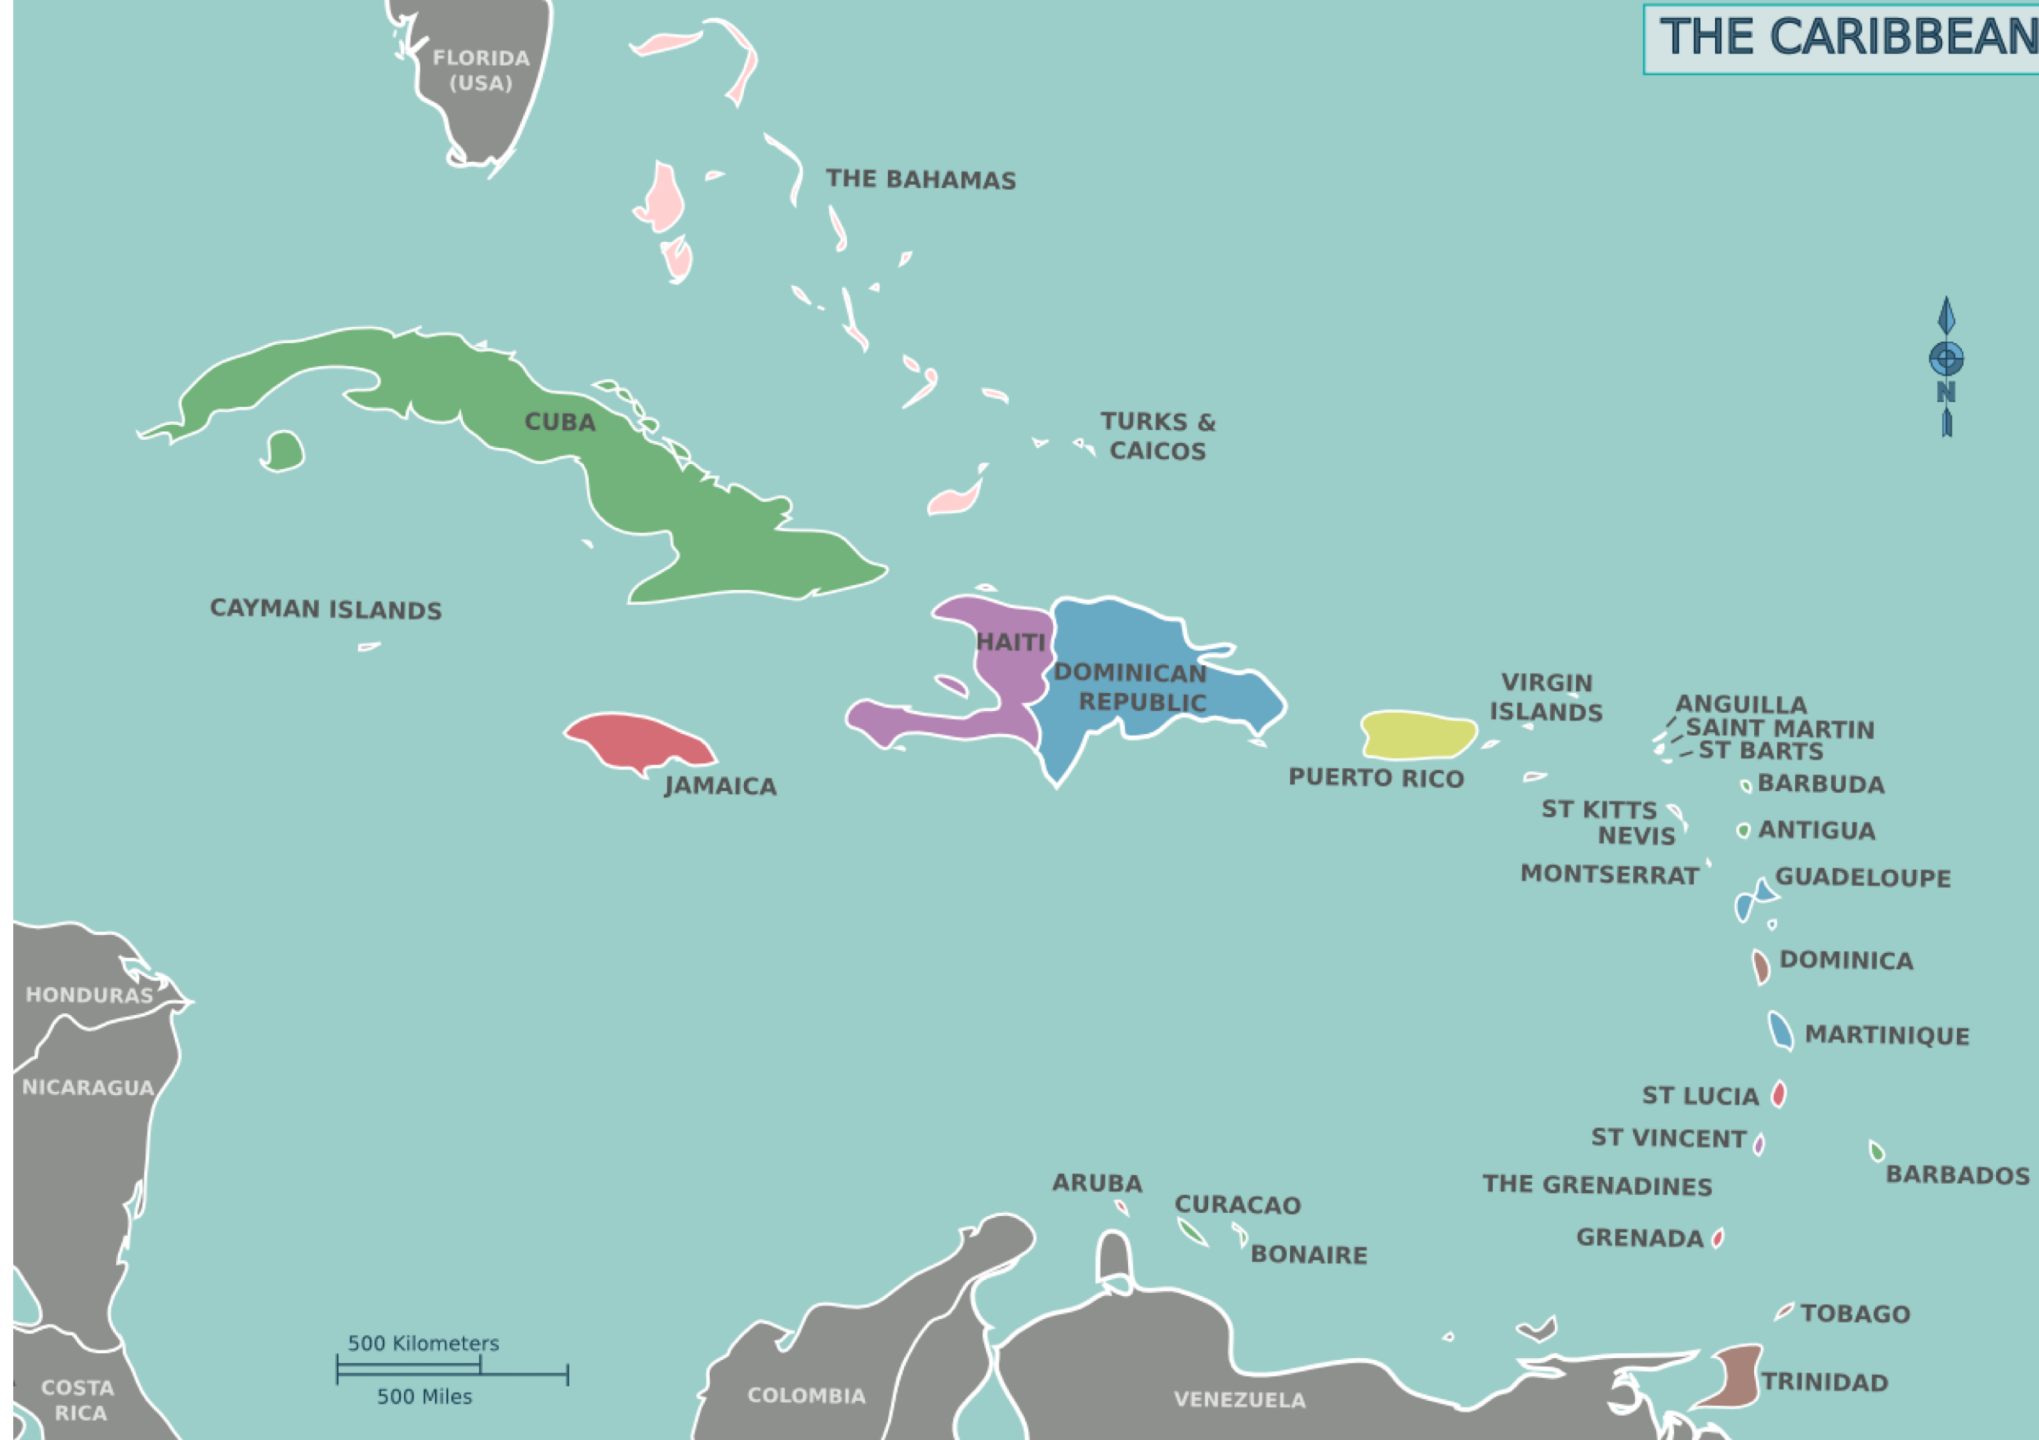 THE CARIBBEAN
FLORIDA
(USA)
THE BAHAMAS
N
CUBA
TURKS &
CAICOS
CAYMAN ISLANDS
HAITI
DOMINICAN
REPUBLIC
JAMAICA
PUERTO RICO
VIRGIN
ISLANDS
ANGUILLA
SAINT MARTIN
ST BARTS
BARBUDA
ST KITTS
NEVIS
ANTIGUA
MONTSERRAT
GUADELOUPE
DOMINICA
HONDURAS
MARTINIQUE
NICARAGUA
ST LUCIA
ST VINCENT
BARBADOS
THE GRENADINES
ARUBA
CURACAO
BONAIRE
GRENADA
TOBAGO
500 Kilometers
500 Miles
COSTA
RICA
COLOMBIA
VENEZUELA
TRINIDAD